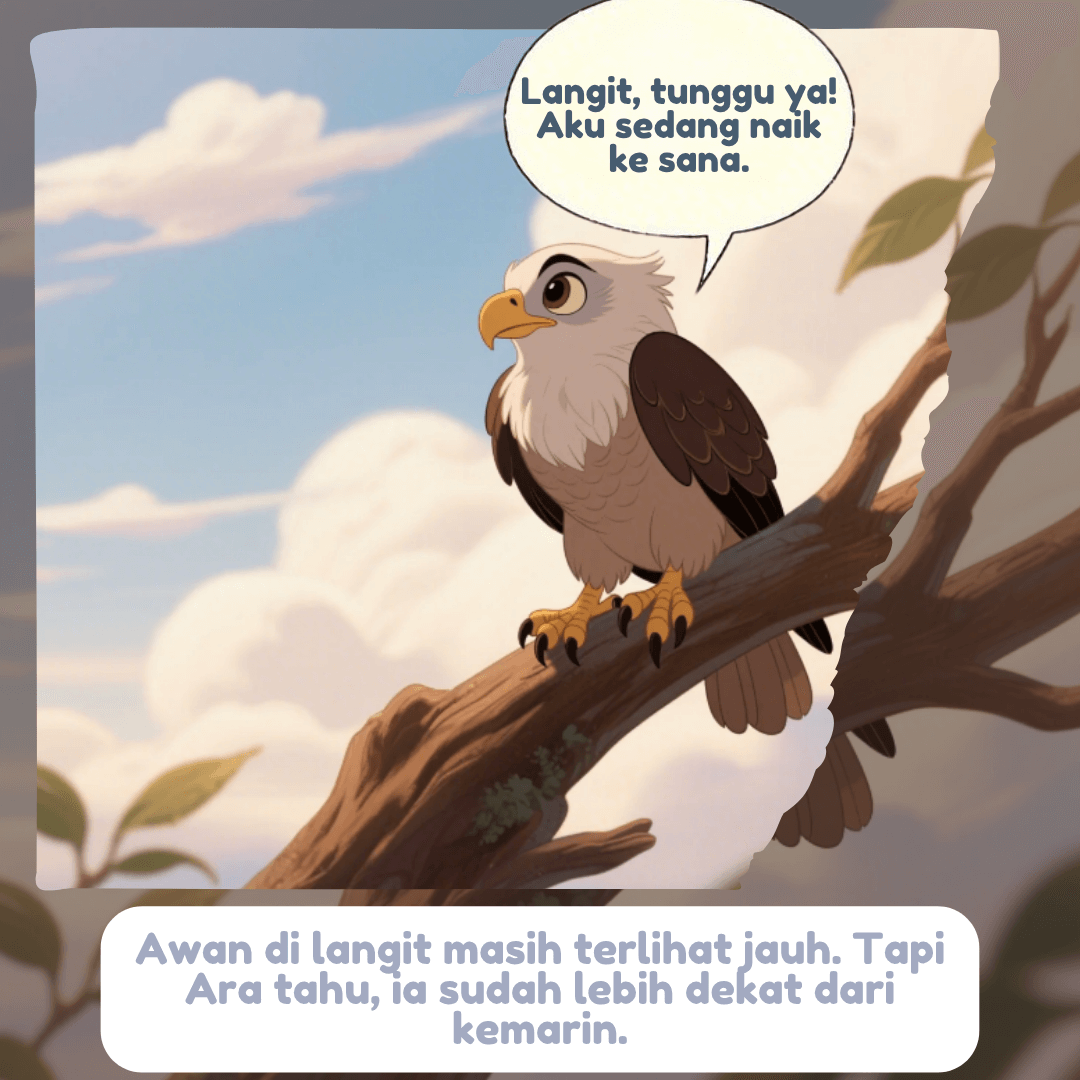 Langit, tunggu ya!
Aku sedang naik
ke sana.
Awan di langit masih terlihat jauh. Tapi
Ara tahu, ia sudah lebih dekat dari
kemarin.